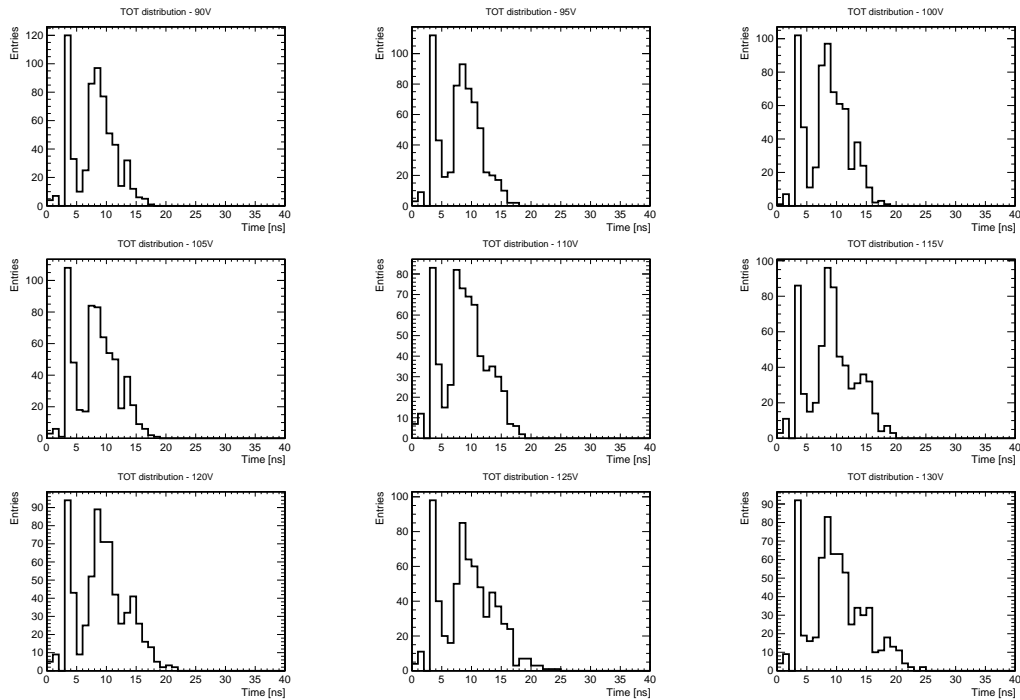 TOT distribution - 90V
Entries
120
100
80
60
40
20
0
0 5 10 15 20 25 30 35 40
Time [ns]
TOT distribution - 95V
Entries
100
80
60
40
20
0
0 5 10 15 20 25 30 35 40
Time [ns]
TOT distribution - 100V
Entries
100
80
60
40
20
0
0 5 10 15 20 25 30 35 40
Time [ns]
TOT distribution - 105V
Entries
100
80
60
40
20
0
0 5 10 15 20 25 30 35 40
Time [ns]
TOT distribution - 110V
Entries
80
70
60
50
40
30
20
10
0
0 5 10 15 20 25 30 35 40
Time [ns]
TOT distribution - 115V
Entries
100
80
60
40
20
0
0 5 10 15 20 25 30 35 40
Time [ns]
TOT distribution - 120V
Entries
90
80
70
60
50
40
30
20
10
0
0 5 10 15 20 25 30 35 40
Time [ns]
TOT distribution - 125V
Entries
100
80
60
40
20
0
0 5 10 15 20 25 30 35 40
Time [ns]
TOT distribution - 130V
Entries
90
80
70
60
50
40
30
20
10
0
0 5 10 15 20 25 30 35 40
Time [ns]